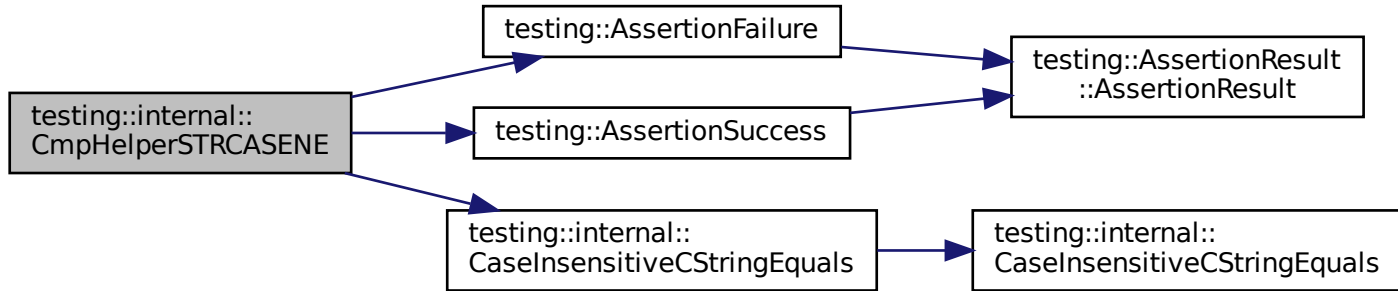 testing::internal::
CmpHelperSTRCASENE
testing::AssertionFailure
testing::AssertionSuccess
testing::internal::
CaseInsensitiveCStringEquals
testing::AssertionResult
::AssertionResult
testing::internal::
CaseInsensitiveCStringEquals